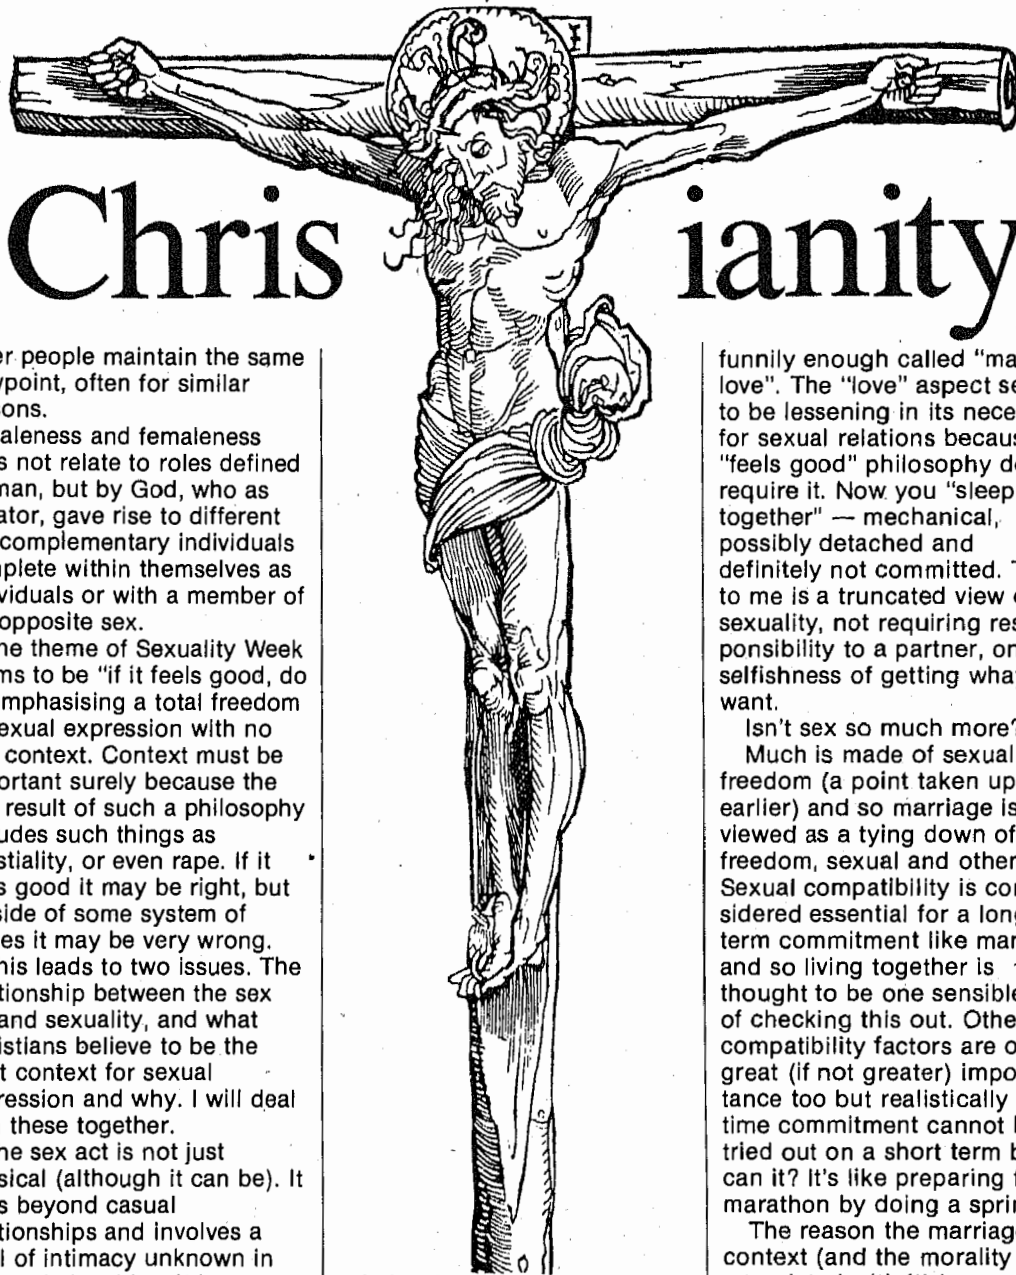 Chris ianity
er people maintain the same
ypoint, often for similar
ons.
aleness and femaleness
s not relate to roles defined
man, but by God, who as
ator, gave rise to different
complementary individuals
plete within themselves as
viduals or with a member of
opposite sex.
he theme of Sexuality Week
ms to be "if it feels good, do
mphasising a total freedom
exual expression with no
context. Context must be
ortant surely because the
result of such a philosophy
udes such things as
stiality, or even rape. If it
s good it may be right, but
side of some system of
es it may be very wrong.
his leads to two issues. The
tionship between the sex
and sexuality, and what
istians believe to be the
t context for sexual
ression and why. I will deal
these together.
he sex act is not just
sical (although it can be). It
s beyond casual
tionships and involves a
l of intimacy unknown in
funnily enough called "ma
love". The "love" aspect se
to be lessening in its nece
for sexual relations becaus
"feels good" philosophy do
require it. Now you "sleep
together" — mechanical,
possibly detached and
definitely not committed. T
to me is a truncated view o
sexuality, not requiring res
ponsibility to a partner, on
selfishness of getting what
want.
Isn't sex so much more?
Much is made of sexual
freedom (a point taken up
earlier) and so marriage is
viewed as a tying down of
freedom, sexual and other
Sexual compatibility is con
sidered essential for a long
term commitment like mar
and so living together is
thought to be one sensible
of checking this out. Othe
compatibility factors are o
great (if not greater) impo
tance too but realistically
time commitment cannot b
tried out on a short term b
can it? It's like preparing f
marathon by doing a sprin
The reason the marriag
context (and the morality